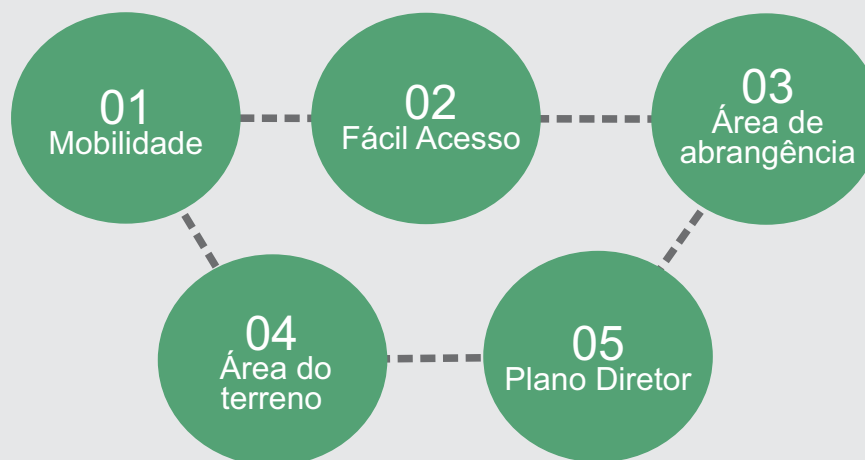 01
Mobilidade
02
Fácil Acesso
03
Área de
abrangência
04
Área do
terreno
05
Plano Diretor